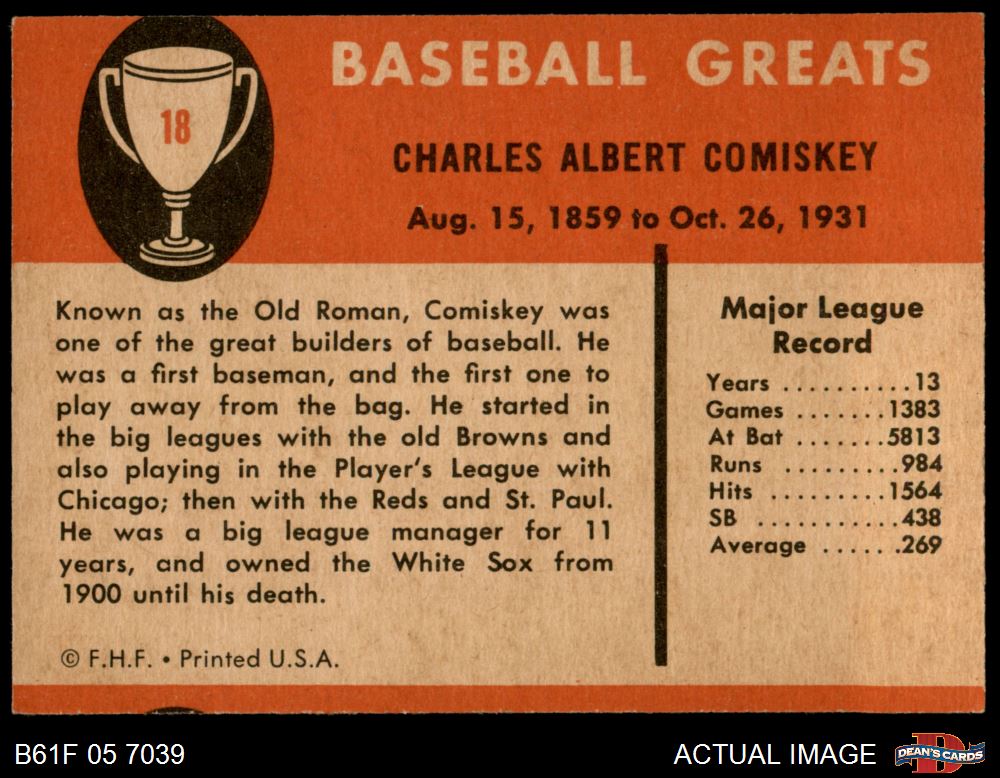 18
BASEBALL GREATS
CHARLES ALBERT COMISKEY
Aug. 15, 1859 to Oct. 26, 1931
Known as the Old Roman, Comiskey was
one of the great builders of baseball. He
was a first baseman, and the first one to
play away from the bag. He started in
the big leagues with the old Browns and
also playing in the Player's League with
Chicago; then with the Reds and St. Paul.
He was a big league manager for 11
years, and owned the White Sox from
1900 until his death.
© F.H.F. • Printed U.S.A.
Major League
Record
Years ..........13
Games .......1383
At Bat .......5813
Runs .........984
Hits .........1564
SB ...........438
Average ......269
B61F 05 7039
ACTUAL IMAGE
D
DEAN'S CARDS